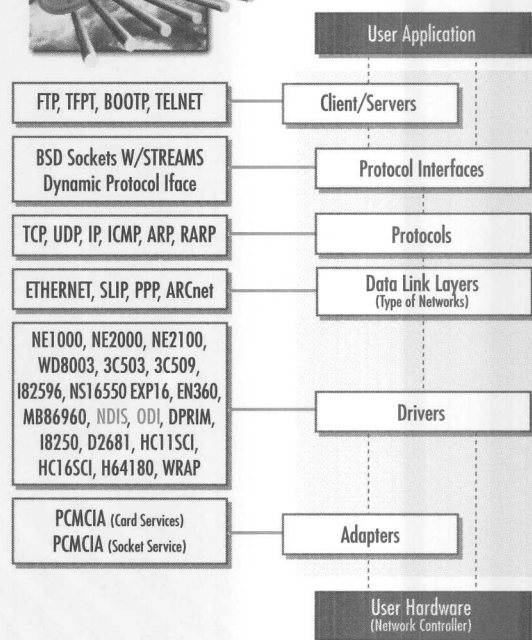 User Application
FTP, TFPT, BOOTP, TELNET
Client/Servers
BSD Sockets W/STREAMS
Dynamic Protocol Iface
Protocol Interfaces
TCP, UDP, IP, ICMP, ARP, RARP
Protocols
ETHERNET, SLIP, PPP, ARCnet
Data Link Layers
(Type of Networks)
NE1000, NE2000, NE2100,
WD8003, 3C503, 3C509,
I82596, NS16550 EXP16, EN360,
MB86960, NDIS, ODI, DPRIM,
I8250, D2681, HC11SCI,
HC16SCI, H64180, WRAP
Drivers
PCMCIA (Card Services)
PCMCIA (Socket Service)
Adapters
User Hardware
(Network Controller)